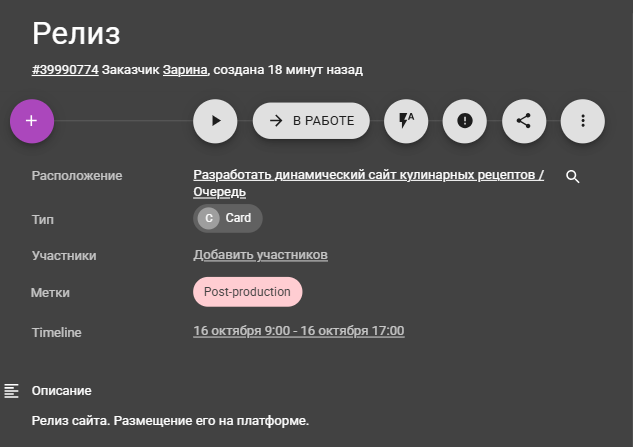 Релиз
#39990774 Заказчик Зарина, создана 18 минут назад
В РАБОТЕ
A
Расположение
Разработать динамический сайт кулинарных рецептов /
Очередь
Тип
C Card
Участники
Добавить участников
Метки
Post-production
Timeline
16 октября 9:00 - 16 октября 17:00
Описание
Релиз сайта. Размещение его на платформе.